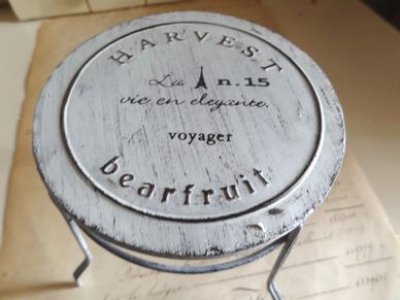 HARVEST
La n.15
vie en elegante.
voyager
bearfruit